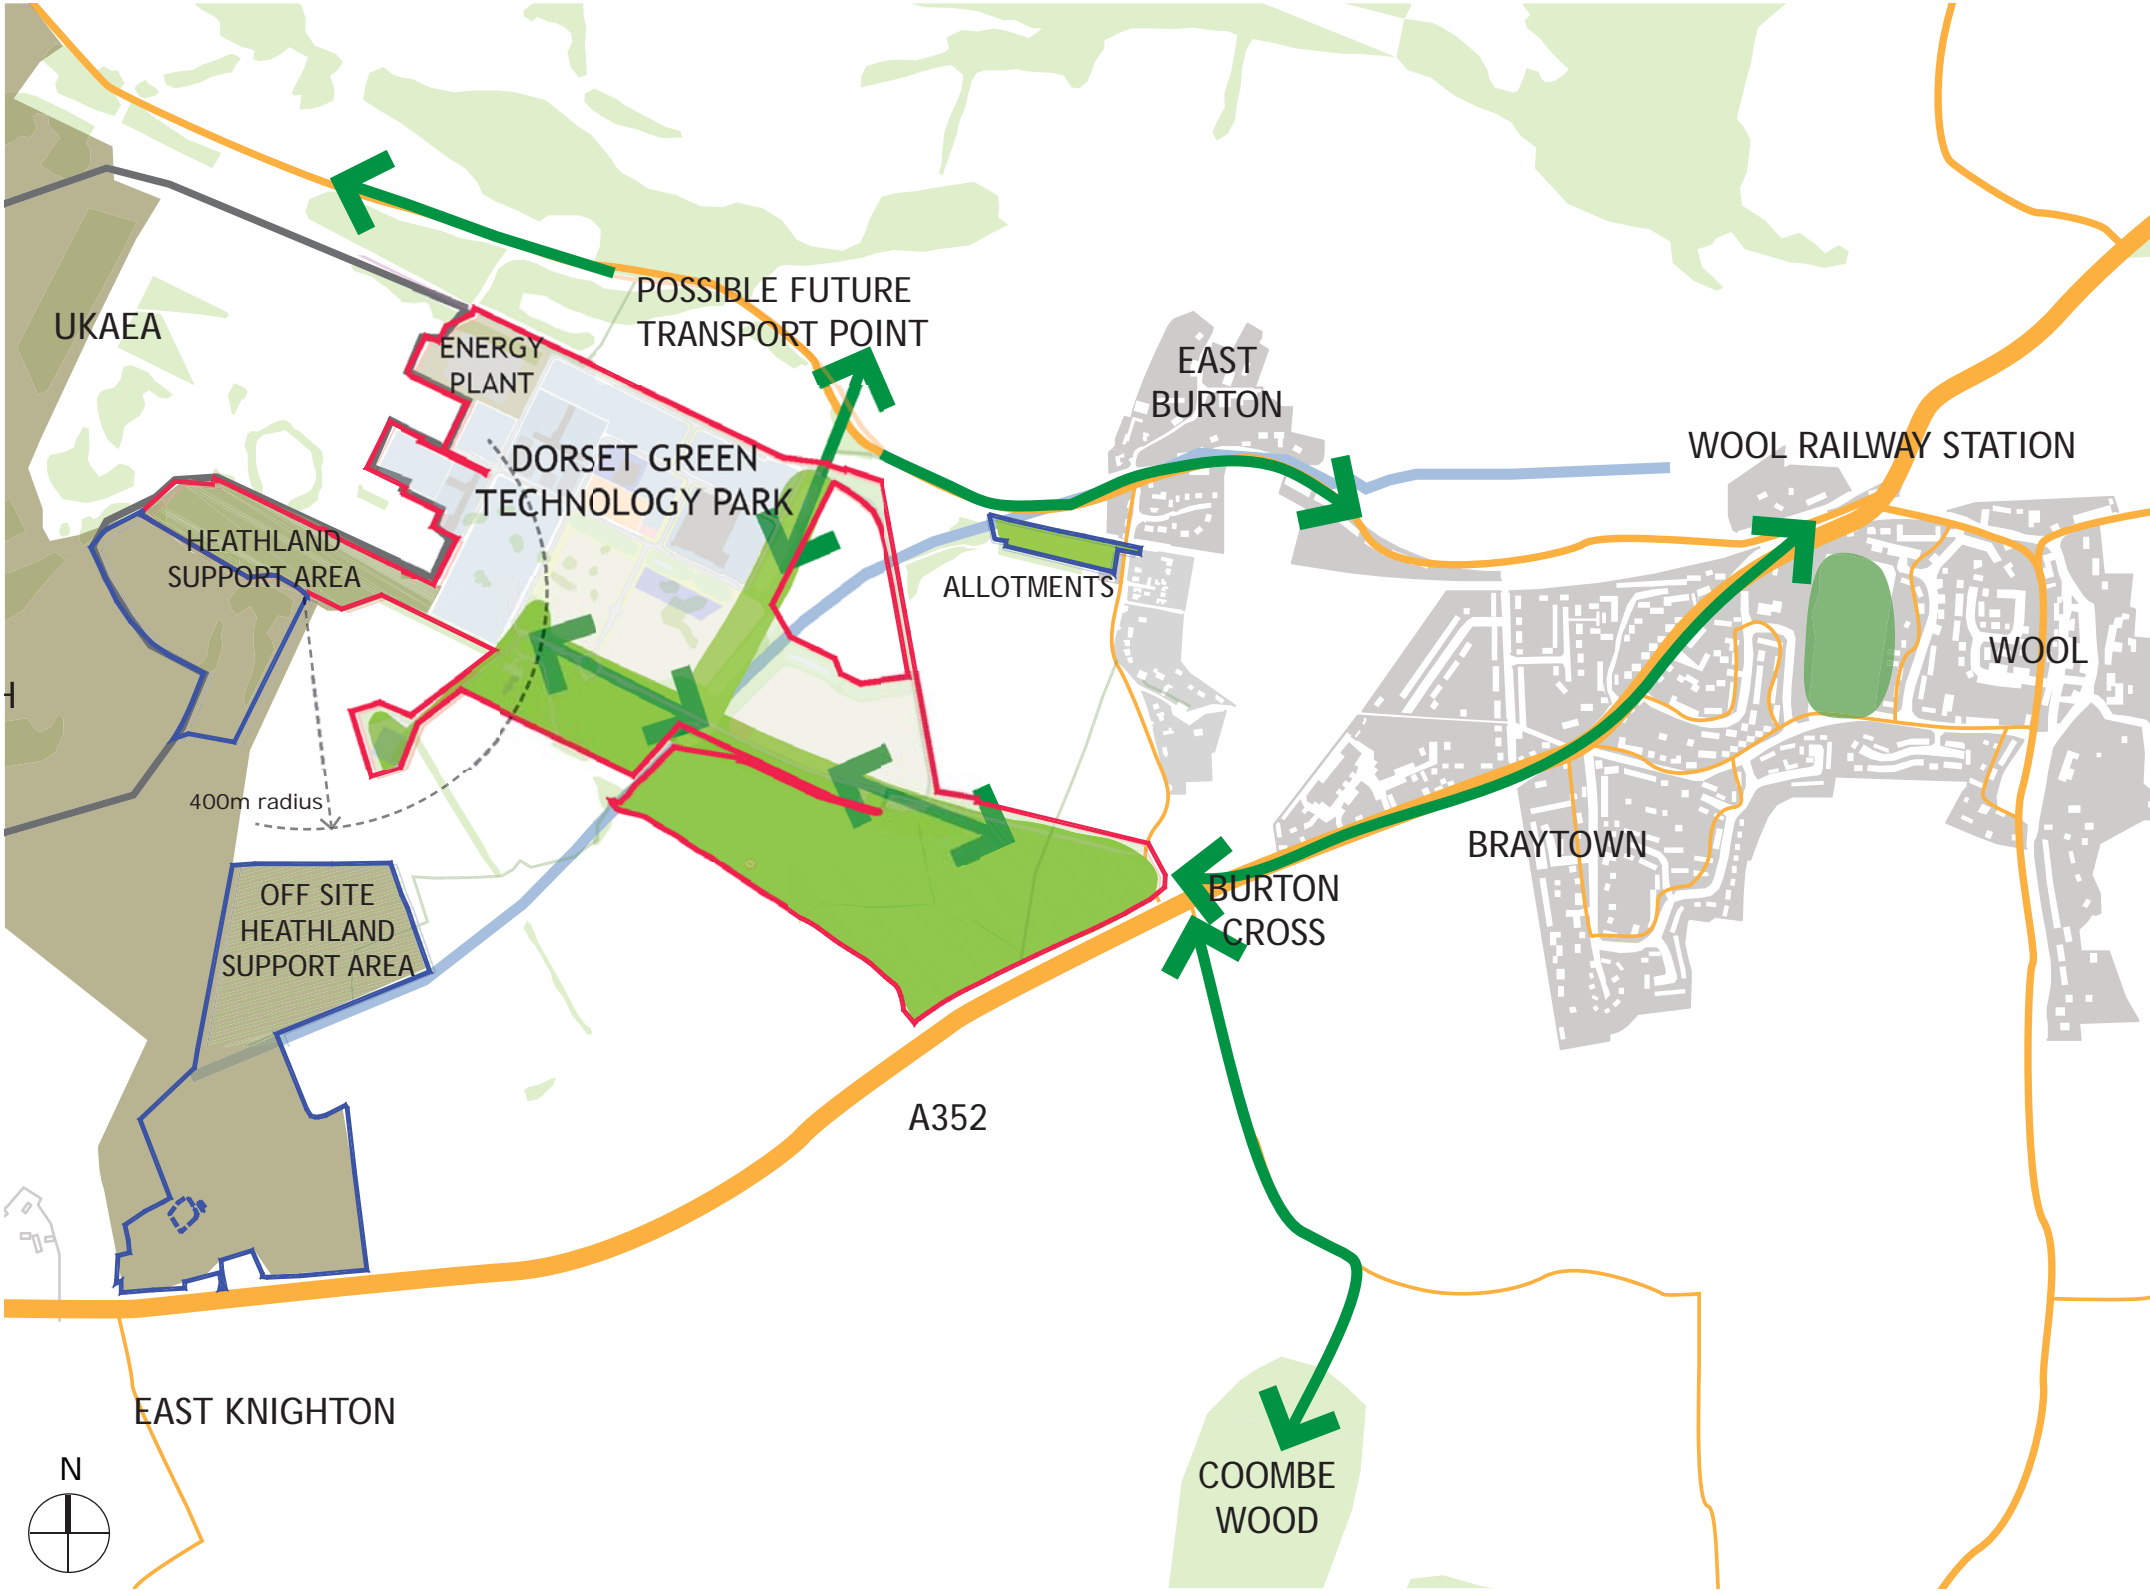 POSSIBLE FUTURE
TRANSPORT POINT
UKAEA
ENERGY
PLANT
EAST
BURTON
WOOL RAILWAY STATION
DORSET GREEN
TECHNOLOGY PARK
HEATHLAND
SUPPORT AREA
ALLOTMENTS
WOOL
H
400m radius
BRAYTOWN
OFF SITE
HEATHLAND
SUPPORT AREA
BURTON
CROSS
A352
EAST KNIGHTON
N
COOMBE
WOOD